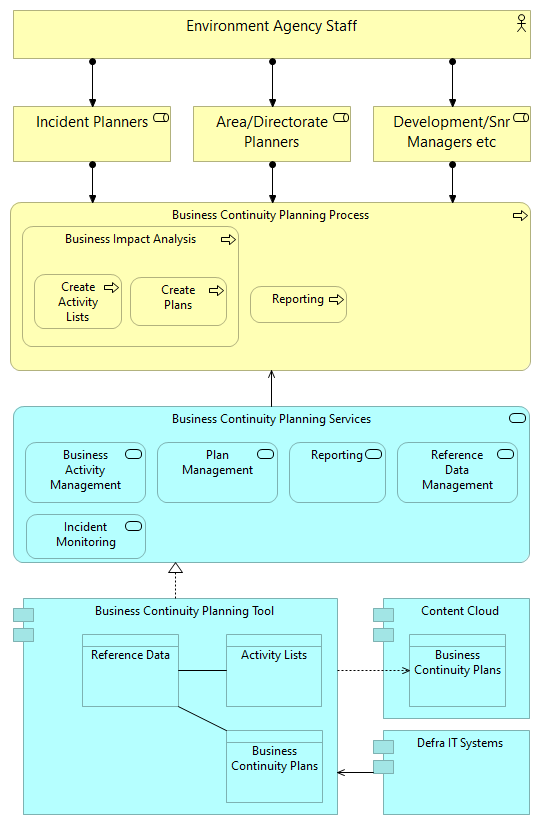 Environment Agency Staff
Incident Planners
Area/Directorate
Planners
Development/Snr
Managers etc
Business Continuity Planning Process
Business Impact Analysis
Create
Activity
Lists
Create
Plans
Reporting
Business Continuity Planning Services
Business
Activity
Management
Plan
Management
Reporting
Reference
Data
Management
Incident
Monitoring
Business Continuity Planning Tool
Reference Data
Activity Lists
Business
Continuity Plans
Content Cloud
Business
Continuity Plans
Defra IT Systems